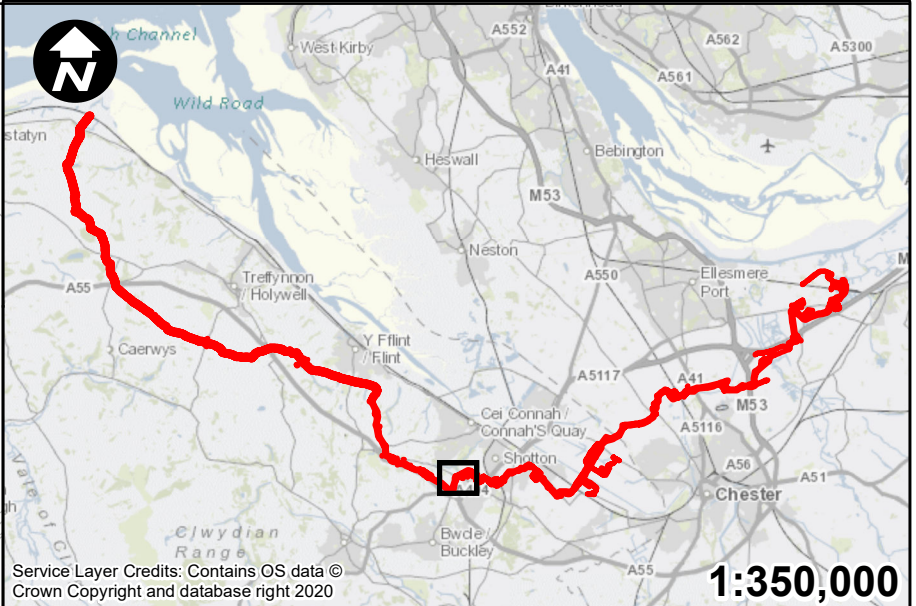 h Channel
West Kirby
A552
A41
A562
A5300
A561
Wild Road
statyn
Heswall
Bebington
M53
Neston
A550
Ellesmere
Port
M
A55
Treffynnon
/ Holywell
Caerwys
Y Fflint
/ Flint
A5117
A41
M53
Cei Connah /
Connah'S Quay
A5116
Shotton
A56
A51
Chester
Clwydian
Range
Bwcle /
Buckley
A55
N
Service Layer Credits: Contains OS data ©
Crown Copyright and database right 2020
1:350,000